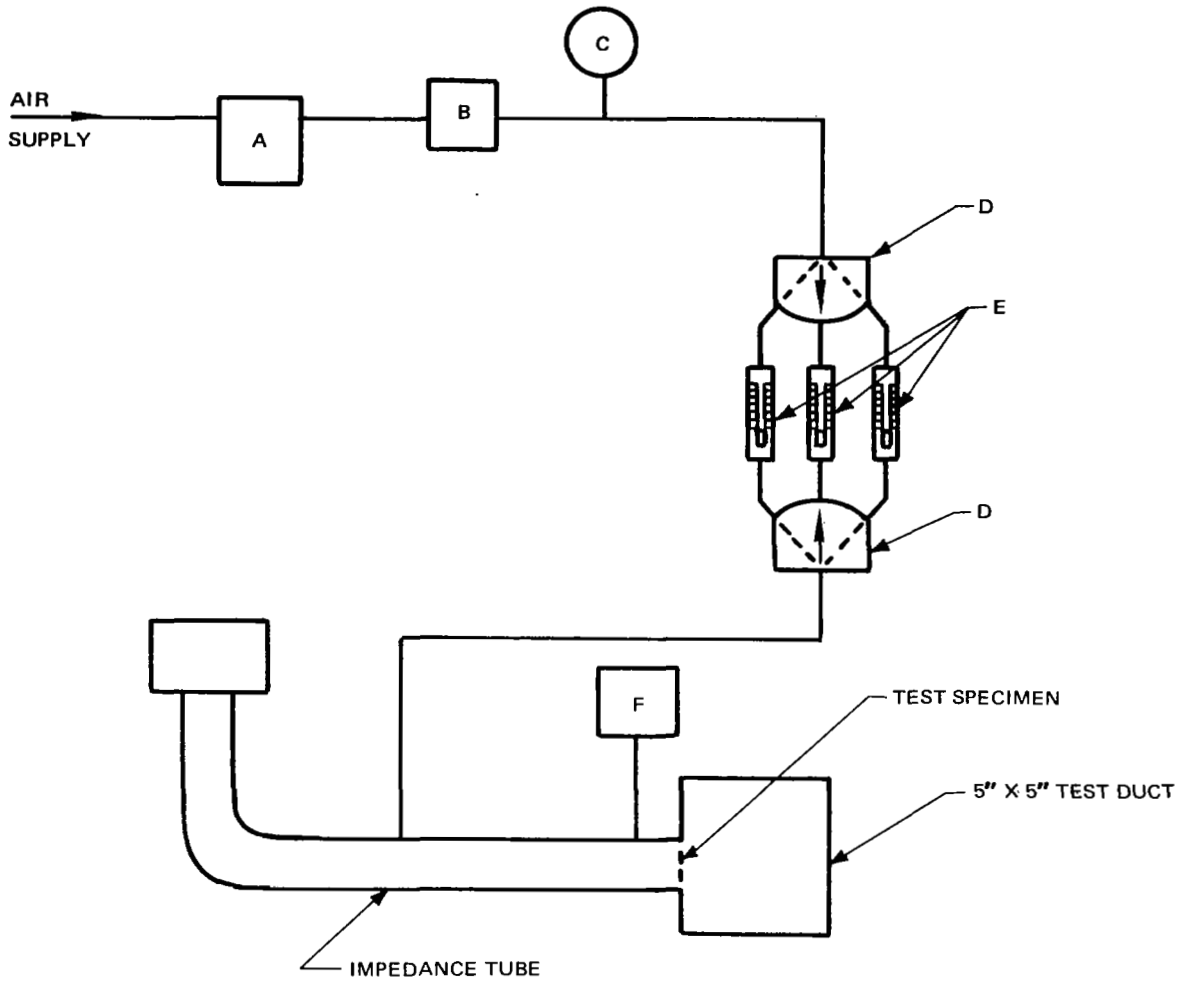 C
AIR
SUPPLY
A
B
D
E
D
F
TEST SPECIMEN
5" X 5" TEST DUCT
IMPEDANCE TUBE